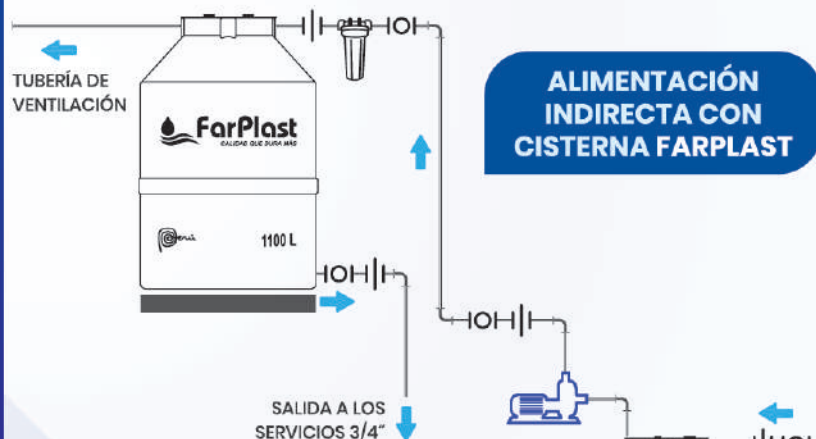 TUBERÍA DE
VENTILACIÓN
FarPlast
CALIDAD QUE DURA MÁS
Perú
1100 L
ALIMENTACIÓN
INDIRECTA CON
CISTERNA FARPLAST
SALIDA A LOS
SERVICIOS 3/4"